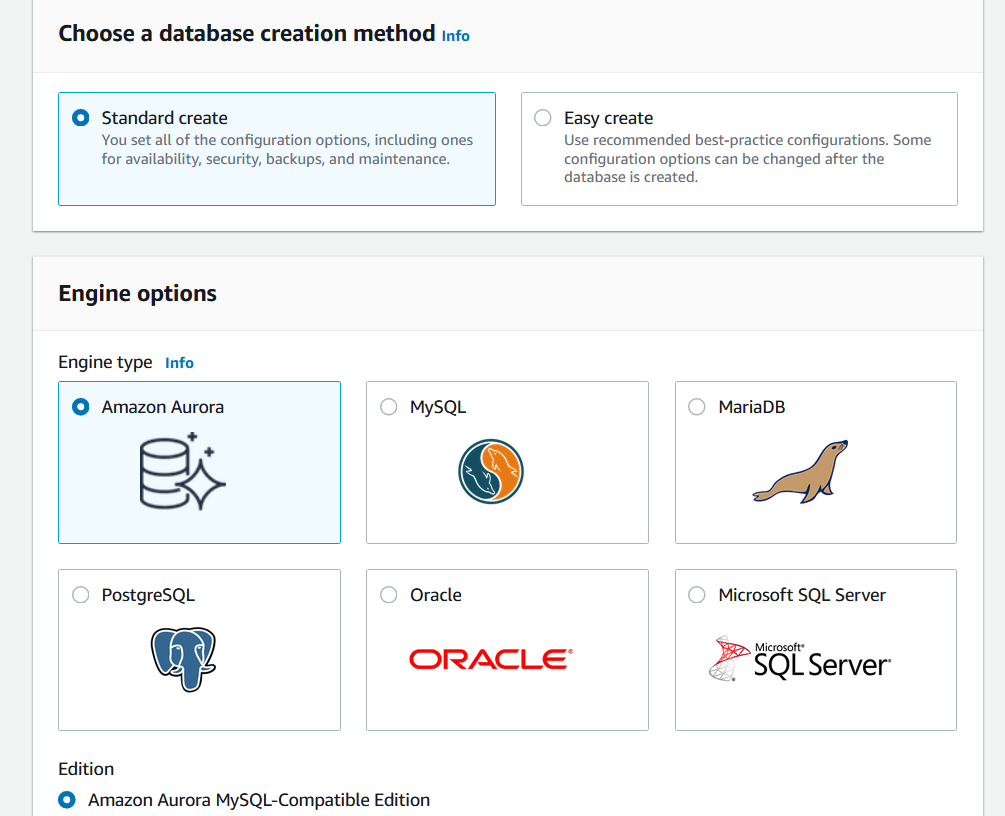 Choose a database creation method Info
Standard create
You set all of the configuration options, including ones
for availability, security, backups, and maintenance.
Easy create
Use recommended best-practice configurations. Some
configuration options can be changed after the
database is created.
Engine options
Engine type Info
Amazon Aurora
MySQL
MariaDB
PostgreSQL
Oracle
ORACLE®
Microsoft SQL Server
Microsoft®
SQL Server®
Edition
Amazon Aurora MySQL-Compatible Edition